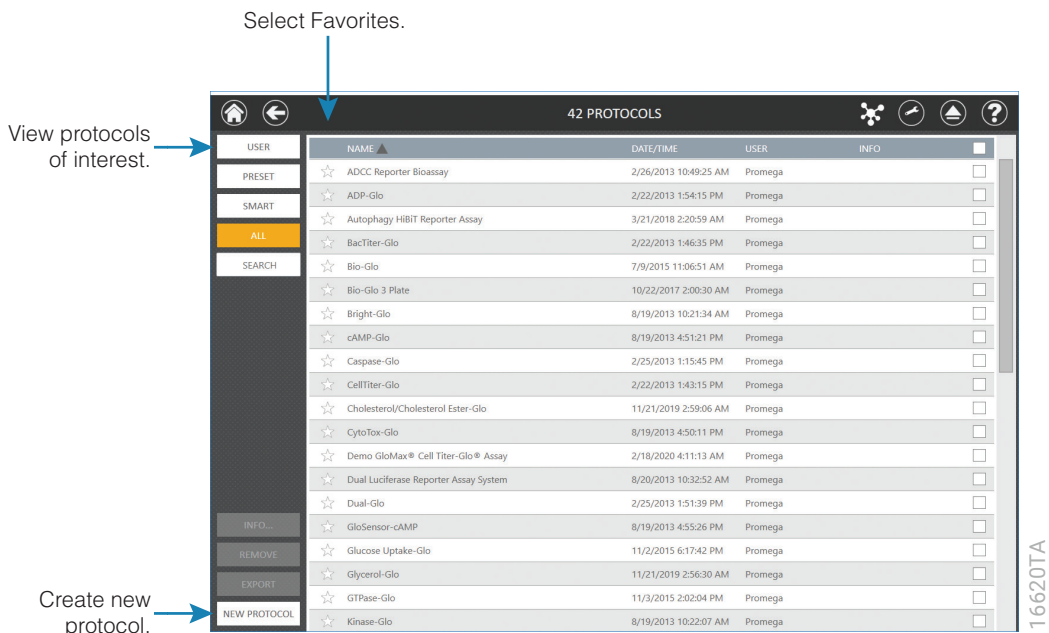 Select Favorites.
42 PROTOCOLS
View protocols
of interest.
USER
PRESET
SMART
ALL
SEARCH
INFO...
REMOVE
EXPORT
NEW PROTOCOL
Create new
protocol.
NAME DATE/TIME USER INFO
ADCC Reporter Bioassay 2/26/2013 10:49:25 AM Promega
ADP-Glo 2/22/2013 1:54:15 PM Promega
Autophagy HiBiT Reporter Assay 3/21/2018 2:20:59 AM Promega
BacTiter-Glo 2/22/2013 1:46:35 PM Promega
Bio-Glo 7/9/2015 11:06:51 AM Promega
Bio-Glo 3 Plate 10/22/2017 2:00:30 AM Promega
Bright-Glo 8/19/2013 10:21:34 AM Promega
cAMP-Glo 8/19/2013 4:51:21 PM Promega
Caspase-Glo 2/25/2013 1:15:45 PM Promega
CellTiter-Glo 2/22/2013 1:43:15 PM Promega
Cholesterol/Cholesterol Ester-Glo 11/21/2019 2:59:06 AM Promega
CytoTox-Glo 8/19/2013 4:50:11 PM Promega
Demo GloMax® Cell Titer-Glo® Assay 2/18/2020 4:11:13 AM Promega
Dual Luciferase Reporter Assay System 8/20/2013 10:32:52 AM Promega
Dual-Glo 2/25/2013 1:51:39 PM Promega
GloSensor-cAMP 8/19/2013 4:55:26 PM Promega
Glucose Uptake-Glo 11/2/2015 6:17:42 PM Promega
Glycerol-Glo 11/21/2019 2:56:30 AM Promega
GTPase-Glo 11/3/2015 2:02:04 PM Promega
Kinase-Glo 8/19/2013 10:22:07 AM Promega
16620TA